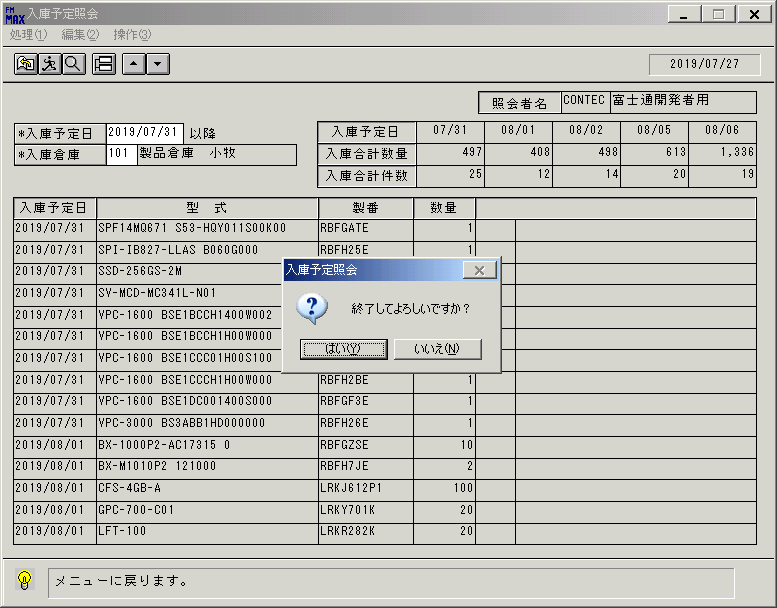 FM MAX 入庫予定照会
処理(1) 編集(2) 操作(3)
2019/07/27
照会者名 CONTEC 富士通開発者用
*入庫予定日 2019/07/31 以降
*入庫倉庫 101 製品倉庫 小牧
入庫予定日 07/31 08/01 08/02 08/05 08/06
入庫合計数量 497 408 498 613 1,336
入庫合計件数 25 12 14 20 19
入庫予定日 型 式 製番 数量
2019/07/31 SPF14MQ671 S53-HQY011S00K00 RBFGATE 1
2019/07/31 SPI-IB827-LLAS B060G000 RBFH25E 1
2019/07/31 SSD-256GS-2M
2019/07/31 SV-MCD-MC341L-N01
2019/07/31 VPC-1600 BSE1BCCH1400W002
2019/07/31 VPC-1600 BSE1BCCH1H00W000
2019/07/31 VPC-1600 BSE1CCC01H00S100
2019/07/31 VPC-1600 BSE1CCCH1H00W000 RBFH2BE 1
2019/07/31 VPC-1600 BSE1DC001400S000 RBFGF3E 1
2019/07/31 VPC-3000 BS3ABB1HD000000 RBFH26E 1
2019/08/01 BX-1000P2-AC17315 0 RBFGZSE 10
2019/08/01 BX-M1010P2 121000 RBFH7JE 2
2019/08/01 CFS-4GB-A LRKJ612P1 100
2019/08/01 GPC-700-C01 LRKY701K 20
2019/08/01 LFT-100 LRKR282K 20
入庫予定照会
終了してよろしいですか？
はい(Y) いいえ(N)
メニューに戻ります。